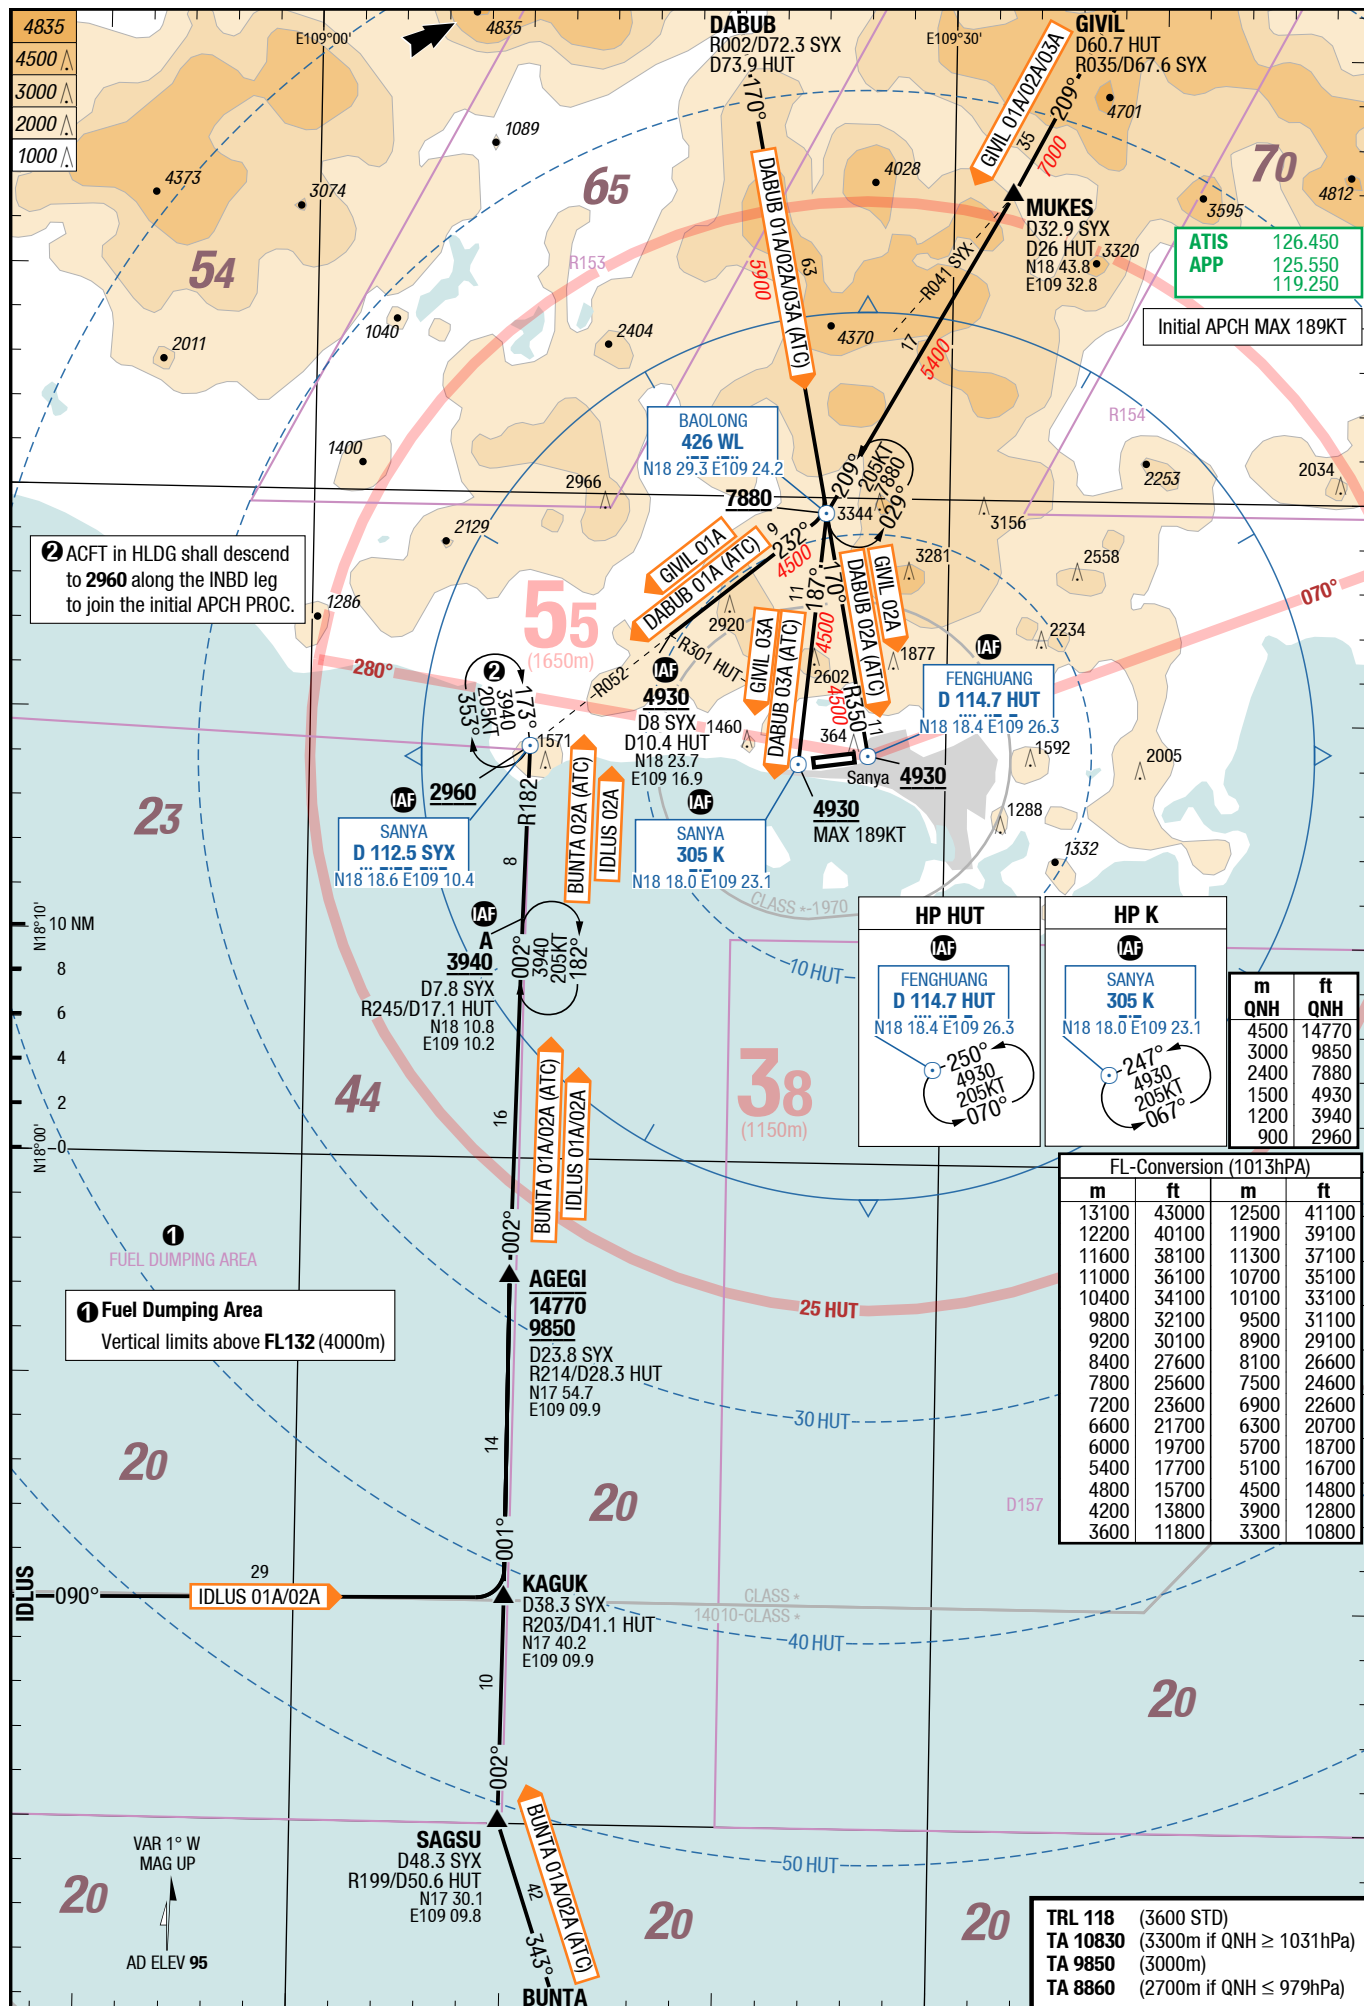 4835
4500
3000
2000
1000
E109°00'
4835
DABUB
R002/D72.3 SYX
D73.9 HUT
E109°30'
GIVIL
D60.7 HUT
R035/D67.6 SYX
170°
GIVIL 01A/02A/03A
209°
35
7000
4701
1089
65
4373
3074
4028
70
4812
3595
MUKES
D32.9 SYX
D26 HUT
N18 43.8
E109 32.8
3320
ATIS 126.450
APP 125.550
119.250
Initial APCH MAX 189KT
54
R153
DABUB 01A/02A/03A (ATC)
63
5900
R041 SYX
1040
2404
2011
4370
17
5400
BAOLONG
426 WL
N18 29.3 E109 24.2
R154
1400
2966
7880
209°
205KT
7880
029°
3344
2253
2034
3156
2129
❷ ACFT in HLDG shall descend
to 2960 along the INBD leg
to join the initial APCH PROC.
GIVIL 01A
DABUB 01A (ATC)
9
232°
4500
3281
2558
55
(1650m)
1286
11
187°
4500
170°
DABUB 02A (ATC)
GIVIL 02A
070°
2920
2234
280°
R301 HUT
R052
GIVIL 03A
DABUB 03A (ATC)
2602
1877
IAF
FENGHUANG
D 114.7 HUT
N18 18.4 E109 26.3
2
173°
3940
205KT
353°
IAF
4930
D8 SYX
D10.4 HUT
N18 23.7
E109 16.9
1460
4500
R350
11
364
1592
2005
1571
2960
IAF
SANYA
D 112.5 SYX
N18 18.6 E109 10.4
R182
BUNTA 02A (ATC)
IDLUS 02A
IAF
SANYA
305 K
N18 18.0 E109 23.1
Sanya
4930
4930
MAX 189KT
1288
1332
23
8
CLASS *-1970
N18°10'
10 NM
8
6
4
2
0
N18°00'
IAF
A
3940
D7.8 SYX
R245/D17.1 HUT
N18 10.8
E109 10.2
002°
3940
205KT
182°
10 HUT
HP HUT
IAF
FENGHUANG
D 114.7 HUT
N18 18.4 E109 26.3
250°
4930
205KT
070°
HP K
IAF
SANYA
305 K
N18 18.0 E109 23.1
247°
4930
205KT
067°
m ft
QNH QNH
4500 14770
3000 9850
2400 7880
1500 4930
1200 3940
900 2960
44
16
BUNTA 01A/02A (ATC)
IDLUS 01A/02A
38
(1150m)
FL-Conversion (1013hPA)
m ft m ft
13100 43000 12500 41100
12200 40100 11900 39100
11600 38100 11300 37100
11000 36100 10700 35100
10400 34100 10100 33100
9800 32100 9500 31100
9200 30100 8900 29100
8400 27600 8100 26600
7800 25600 7500 24600
7200 23600 6900 22600
6600 21700 6300 20700
6000 19700 5700 18700
5400 17700 5100 16700
4800 15700 4500 14800
4200 13800 3900 12800
3600 11800 3300 10800
1
FUEL DUMPING AREA
❶ Fuel Dumping Area
Vertical limits above FL132 (4000m)
002°
AGEGI
14770
9850
D23.8 SYX
R214/D28.3 HUT
N17 54.7
E109 09.9
25 HUT
30 HUT
20
14
20
D157
001°
IDLUS
090°
29
IDLUS 01A/02A
KAGUK
D38.3 SYX
R203/D41.1 HUT
N17 40.2
E109 09.9
CLASS *
14010-CLASS *
40 HUT
10
20
002°
SAGSU
D48.3 SYX
R199/D50.6 HUT
N17 30.1
E109 09.8
BUNTA 01A/02A (ATC)
42
343°
BUNTA
50 HUT
VAR 1° W
MAG UP
AD ELEV 95
20
20
20
TRL 118 (3600 STD)
TA 10830 (3300m if QNH ≥ 1031hPa)
TA 9850 (3000m)
TA 8860 (2700m if QNH ≤ 979hPa)